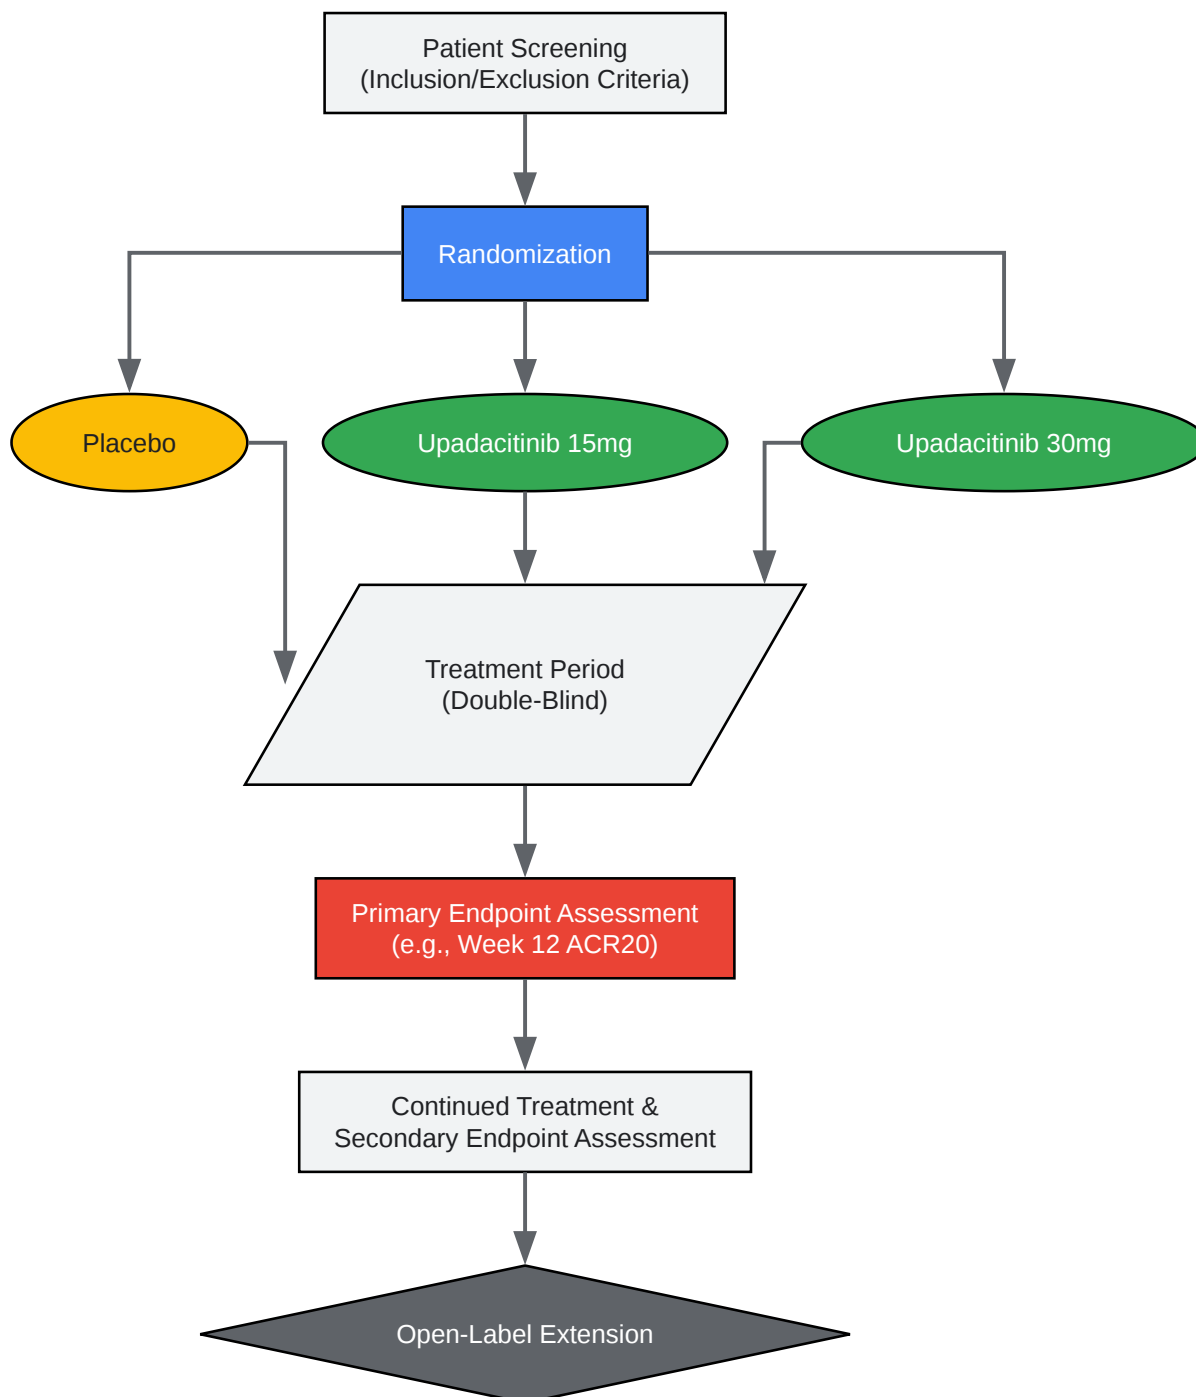 Patient Screening
(Inclusion/Exclusion Criteria)
Randomization
Placebo
Upadacitinib 15mg
Upadacitinib 30mg
Treatment Period
(Double-Blind)
Primary Endpoint Assessment
(e.g., Week 12 ACR20)
Continued Treatment &
Secondary Endpoint Assessment
Open-Label Extension